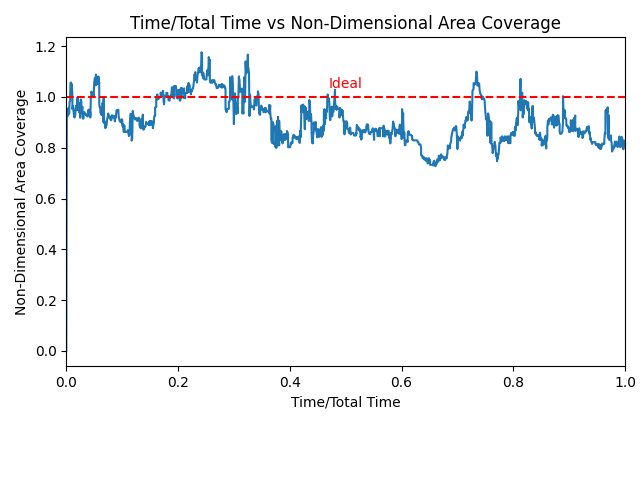 Time/Total Time vs Non-Dimensional Area Coverage
Non-Dimensional Area Coverage
1.2
1.0
0.8
0.6
0.4
0.2
0.0
Ideal
0.0 0.2 0.4 0.6 0.8 1.0
Time/Total Time